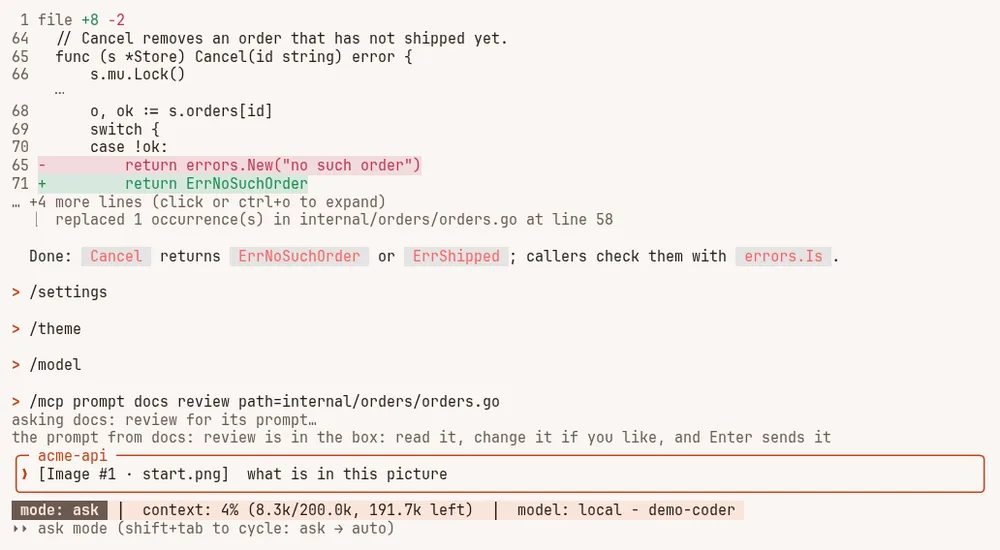 1 file +8 -2
64   // Cancel removes an order that has not shipped yet.
65   func (s *Store) Cancel(id string) error {
66       s.mu.Lock()
…
68       o, ok := s.orders[id]
69       switch {
70       case !ok:
65 -         return errors.New("no such order")
71 +         return ErrNoSuchOrder
… +4 more lines (click or ctrl+o to expand)
| replaced 1 occurrence(s) in internal/orders/orders.go at line 58
Done: Cancel returns ErrNoSuchOrder or ErrShipped; callers check them with errors.Is.
> /settings
> /theme
> /model
> /mcp prompt docs review path=internal/orders/orders.go
asking docs: review for its prompt…
the prompt from docs: review is in the box: read it, change it if you like, and Enter sends it
acme-api
❯ [Image #1 · start.png]  what is in this picture
mode: ask | context: 4% (8.3k/200.0k, 191.7k left) | model: local - demo-coder
▸▸ ask mode (shift+tab to cycle: ask → auto)